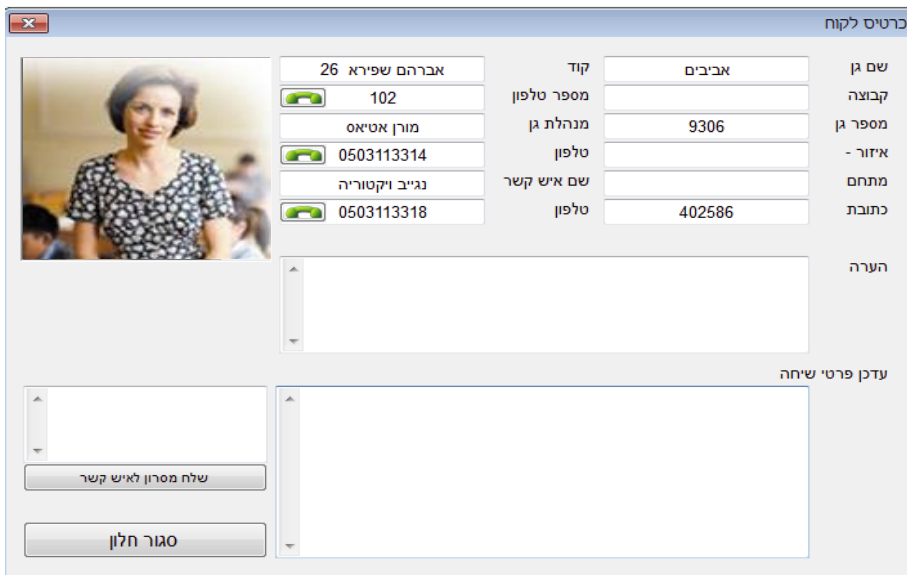 כרטיס לקוח
שם גן אביבים קוד אברהם שפירא 26
קבוצה מספר טלפון 102
מספר גן 9306 מנהלת גן מורן אטיאס
איזור - טלפון 0503113314
מתחם שם איש קשר נגייב ויקטוריה
כתובת 402586 טלפון 0503113318
הערה
עדכן פרטי שיחה
שלח מסרון לאיש קשר
סגור חלון